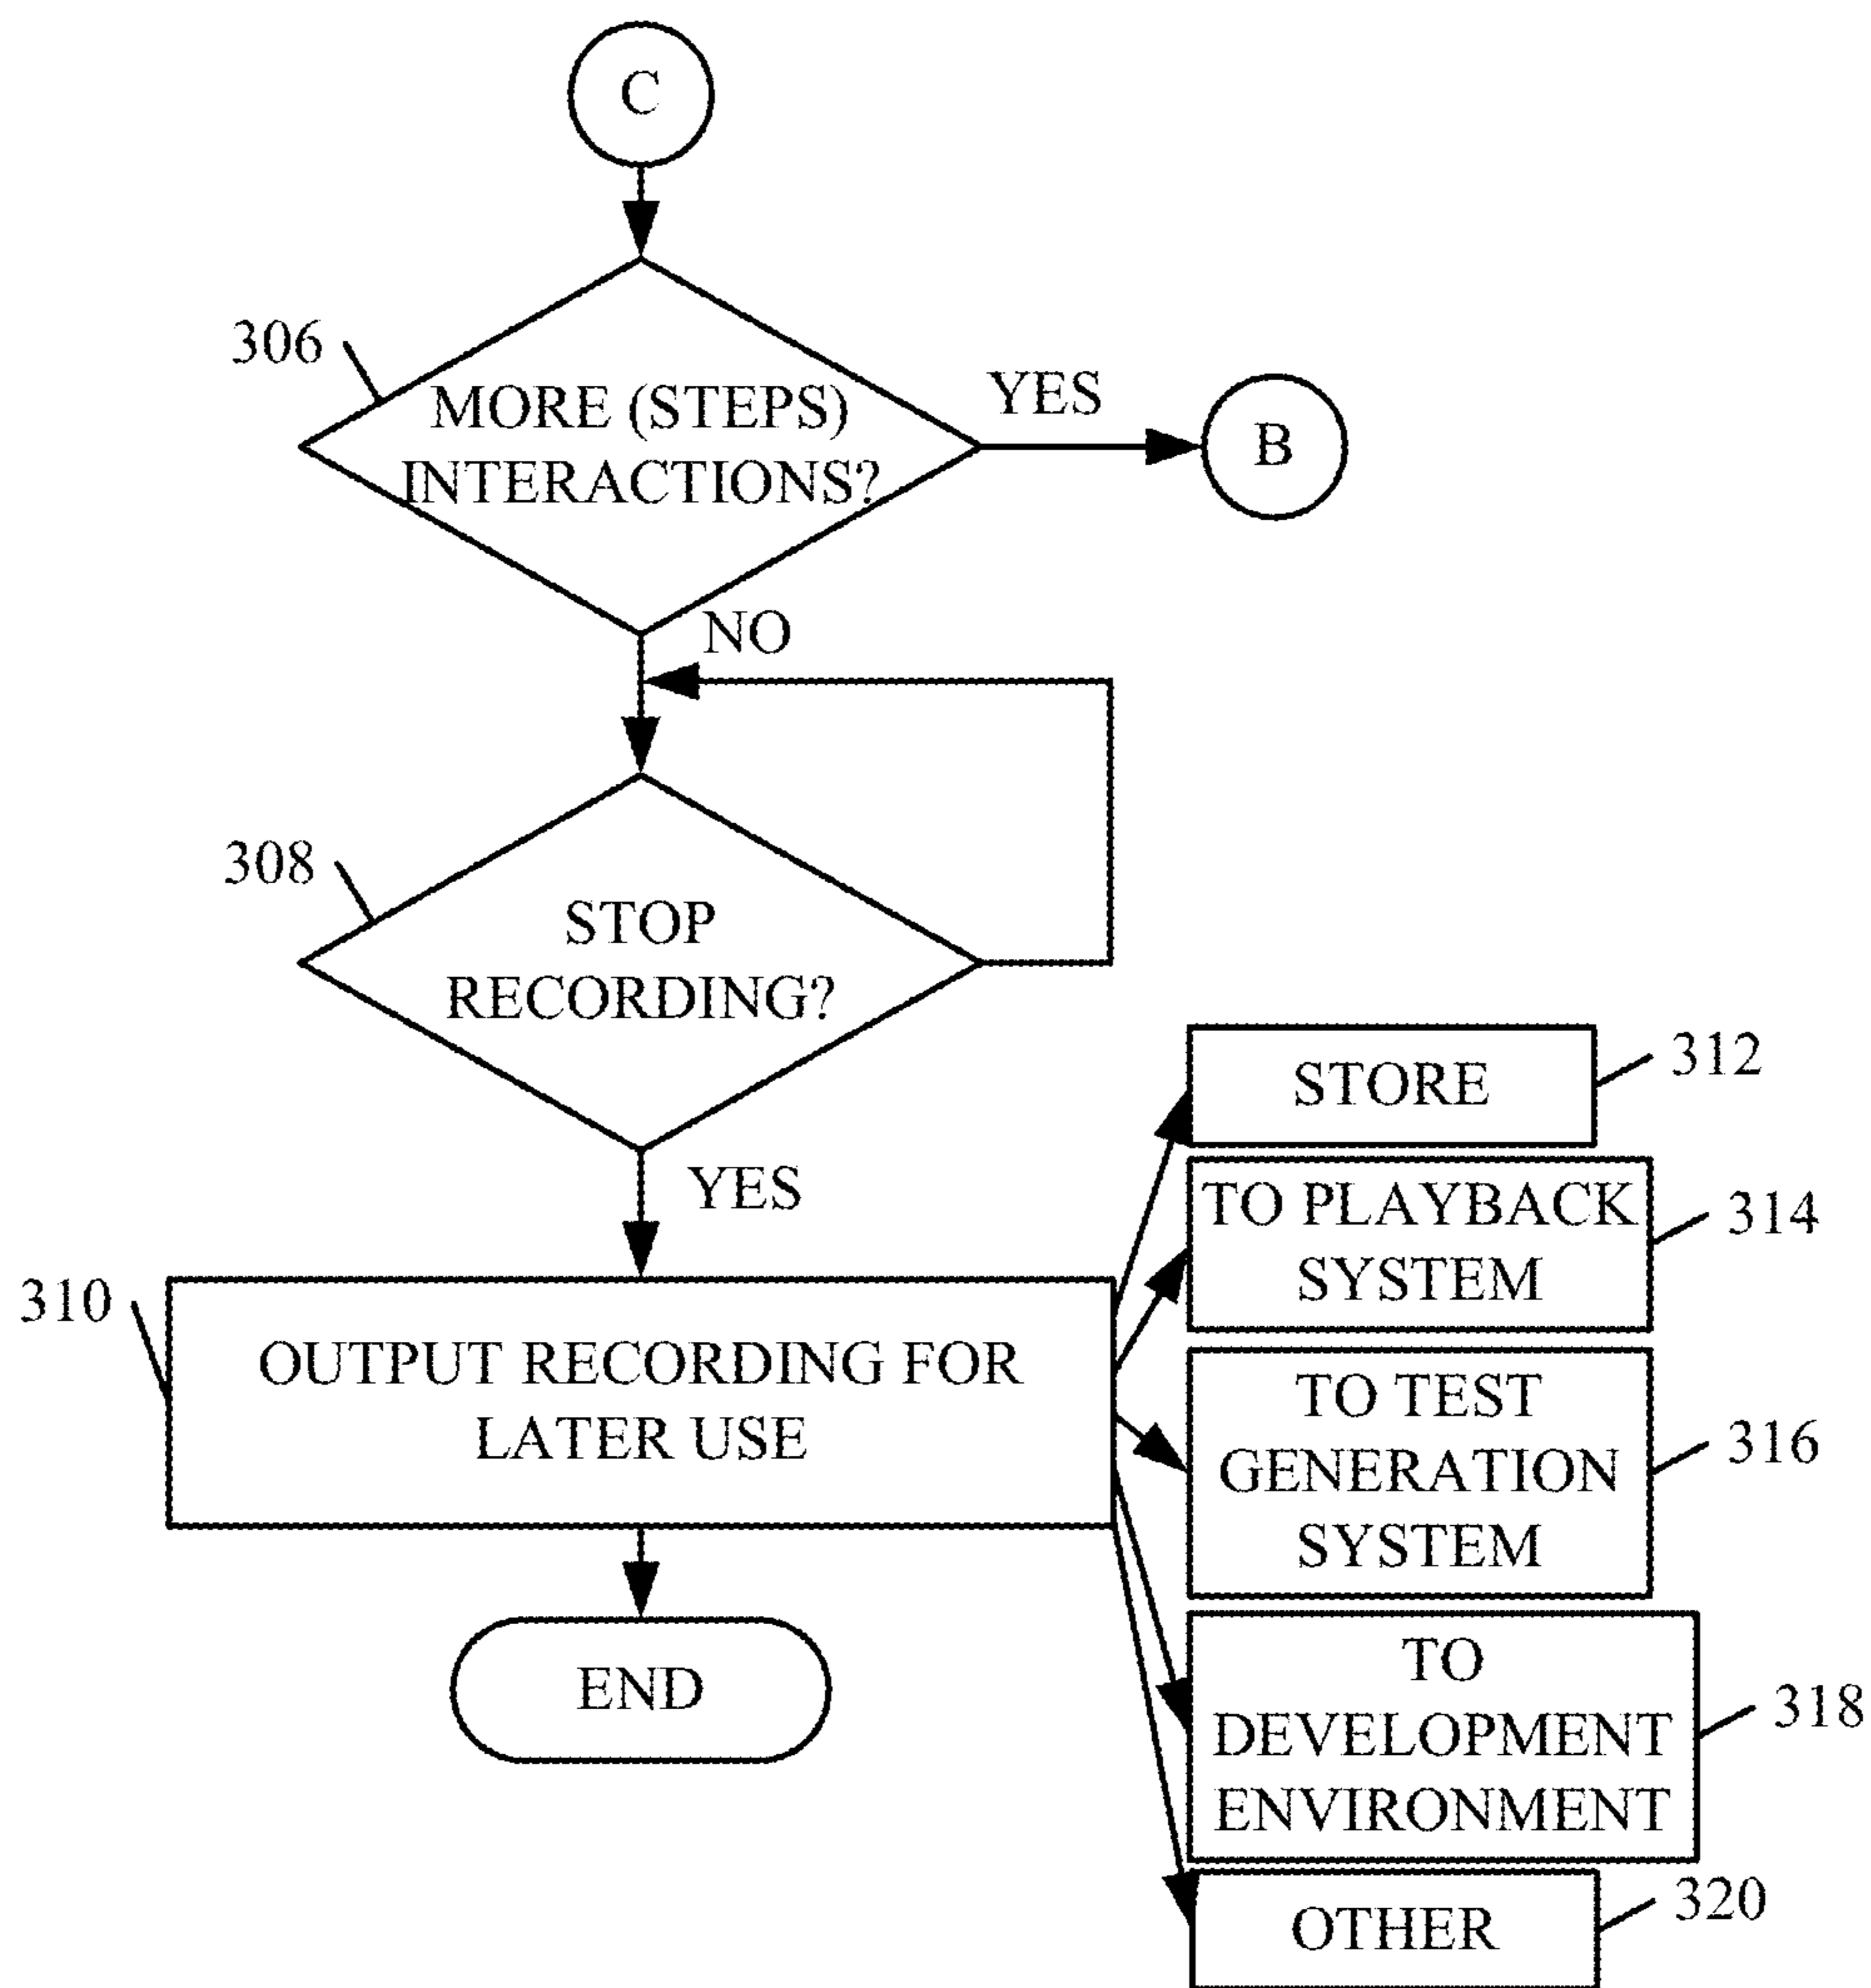 C
306
MORE (STEPS)
INTERACTIONS?
YES
B
NO
308
STOP
RECORDING?
YES
310
OUTPUT RECORDING FOR
LATER USE
STORE
312
TO PLAYBACK
SYSTEM
314
TO TEST
GENERATION
SYSTEM
316
TO
DEVELOPMENT
ENVIRONMENT
318
OTHER
320
END